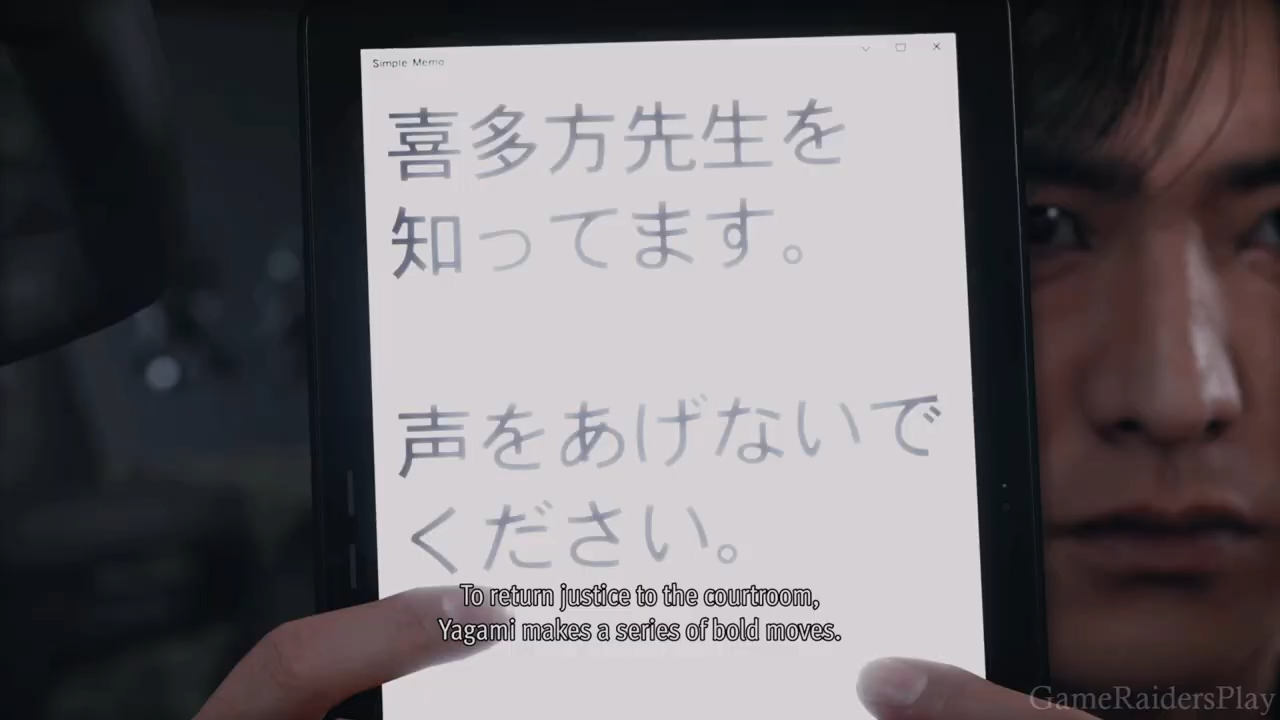 Simple Memo
喜多方先生を
知ってます。
声をあげないで
ください。
To return justice to the courtroom,
Yagami makes a series of bold moves.
GameRaidersPlay